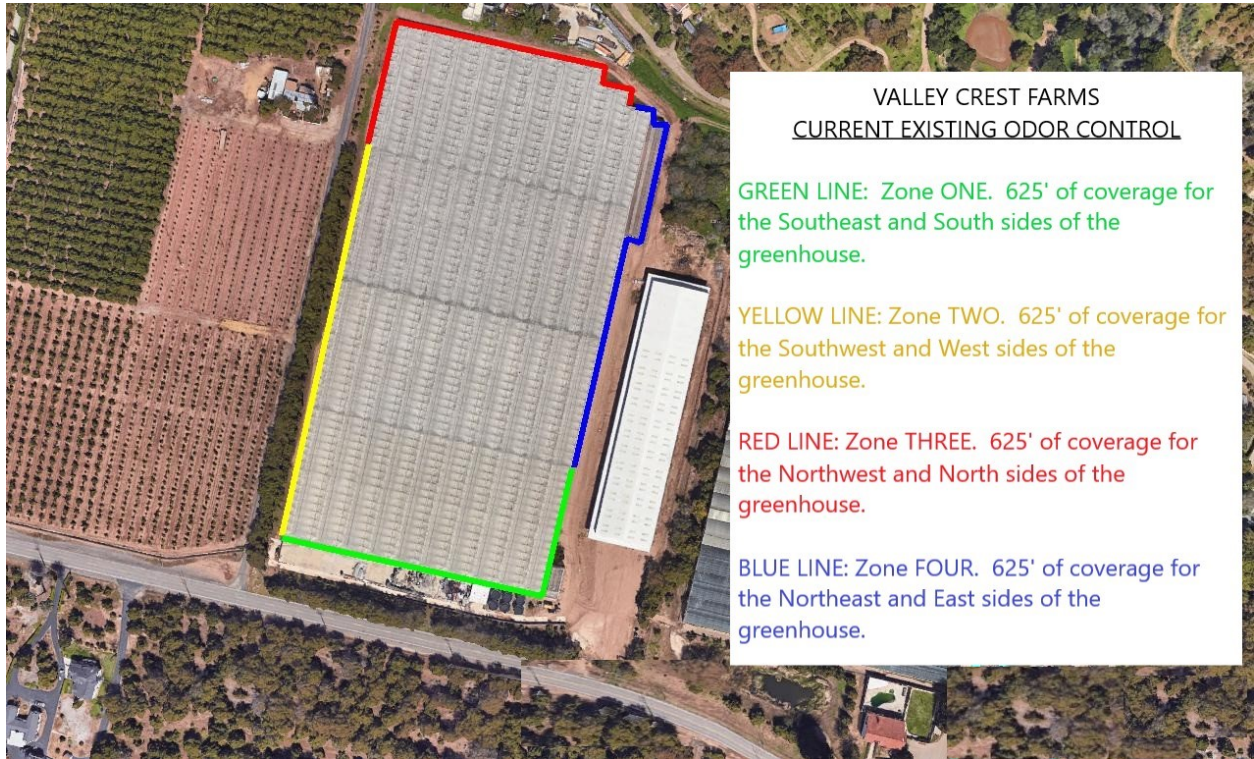 VALLEY CREST FARMS
CURRENT EXISTING ODOR CONTROL
GREEN LINE:  Zone ONE.  625' of coverage for
the Southeast and South sides of the
greenhouse.
YELLOW LINE: Zone TWO.  625' of coverage for
the Southwest and West sides of the
greenhouse.
RED LINE: Zone THREE.  625' of coverage for
the Northwest and North sides of the
greenhouse.
BLUE LINE: Zone FOUR.  625' of coverage for
the Northeast and East sides of the
greenhouse.